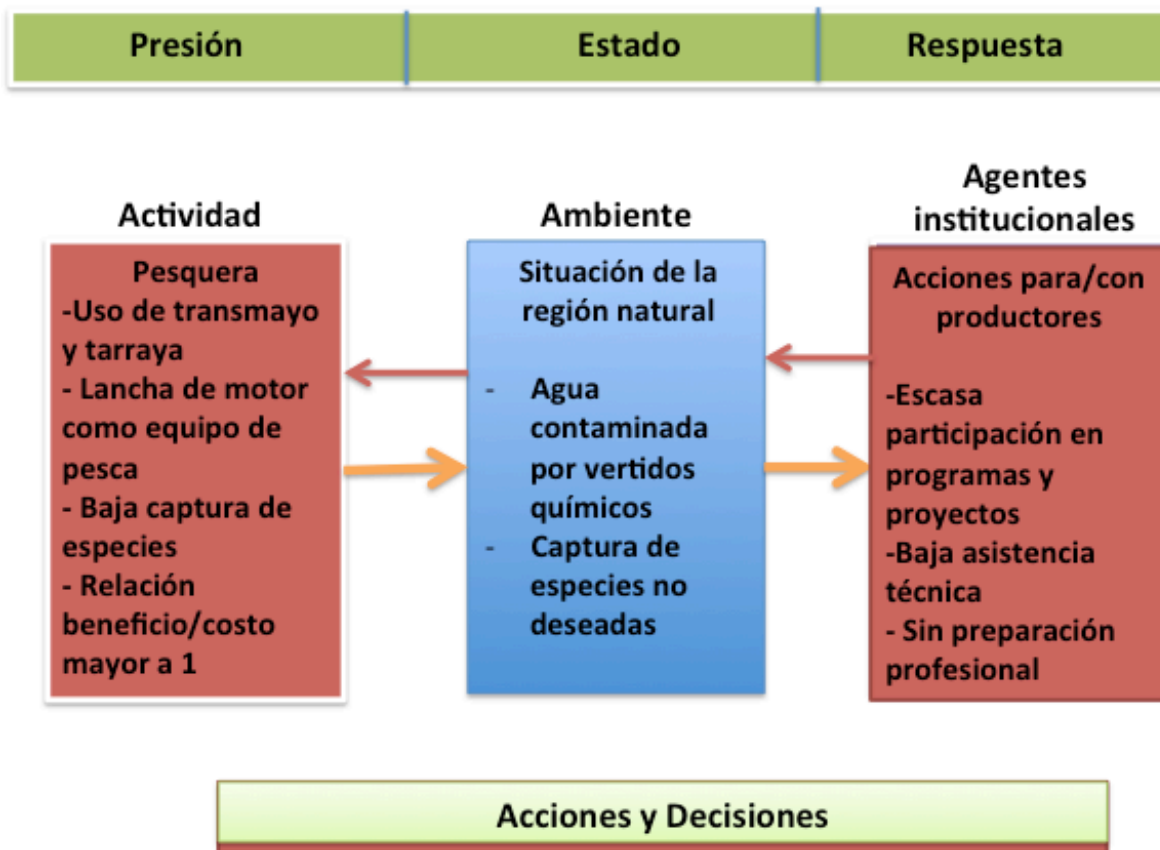 Presión
Estado
Respuesta
Actividad
Pesquera
-Uso de transmayo
y tarraya
- Lancha de motor
como equipo de
pesca
- Baja captura de
especies
- Relación
beneficio/costo
mayor a 1
Ambiente
Situación de la
región natural
- Agua
contaminada
por vertidos
químicos
- Captura de
especies no
deseadas
Agentes
institucionales
Acciones para/con
productores
-Escasa
participación en
programas y
proyectos
-Baja asistencia
técnica
- Sin preparación
profesional
Acciones y Decisiones